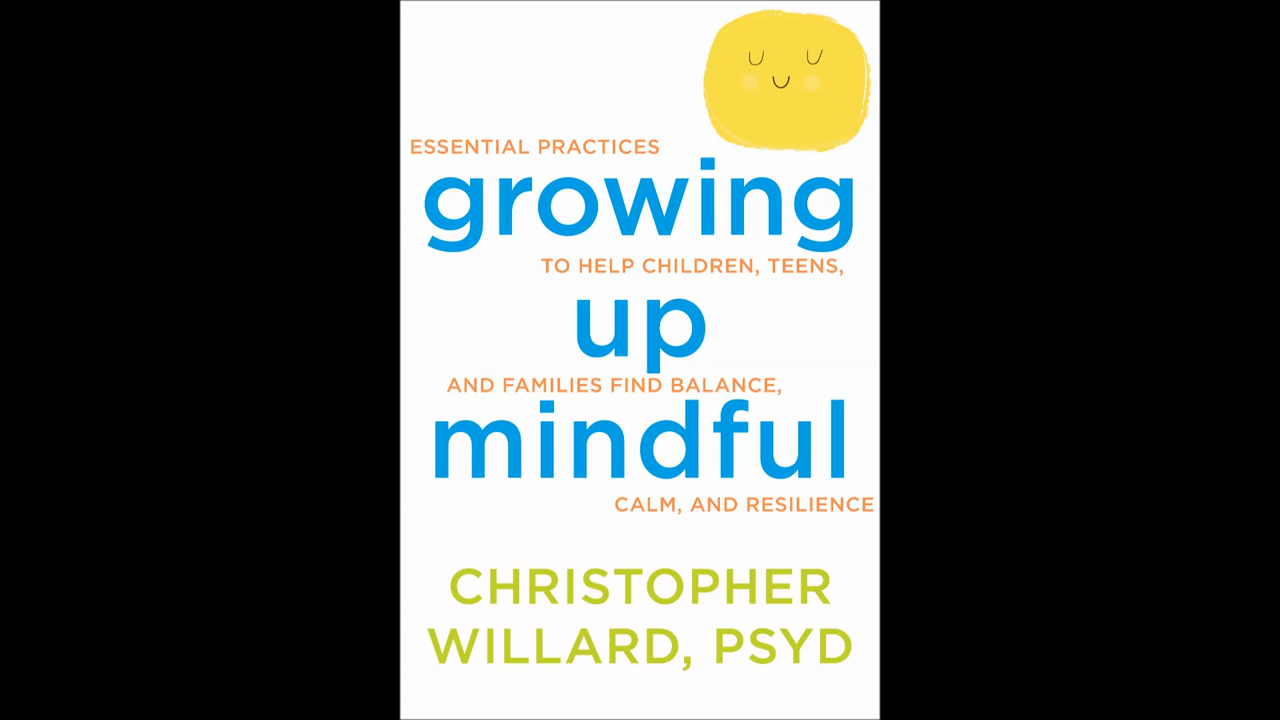 ESSENTIAL PRACTICES
growing
TO HELP CHILDREN, TEENS,
up
AND FAMILIES FIND BALANCE,
mindful
CALM, AND RESILIENCE
CHRISTOPHER
WILLARD, PSYD